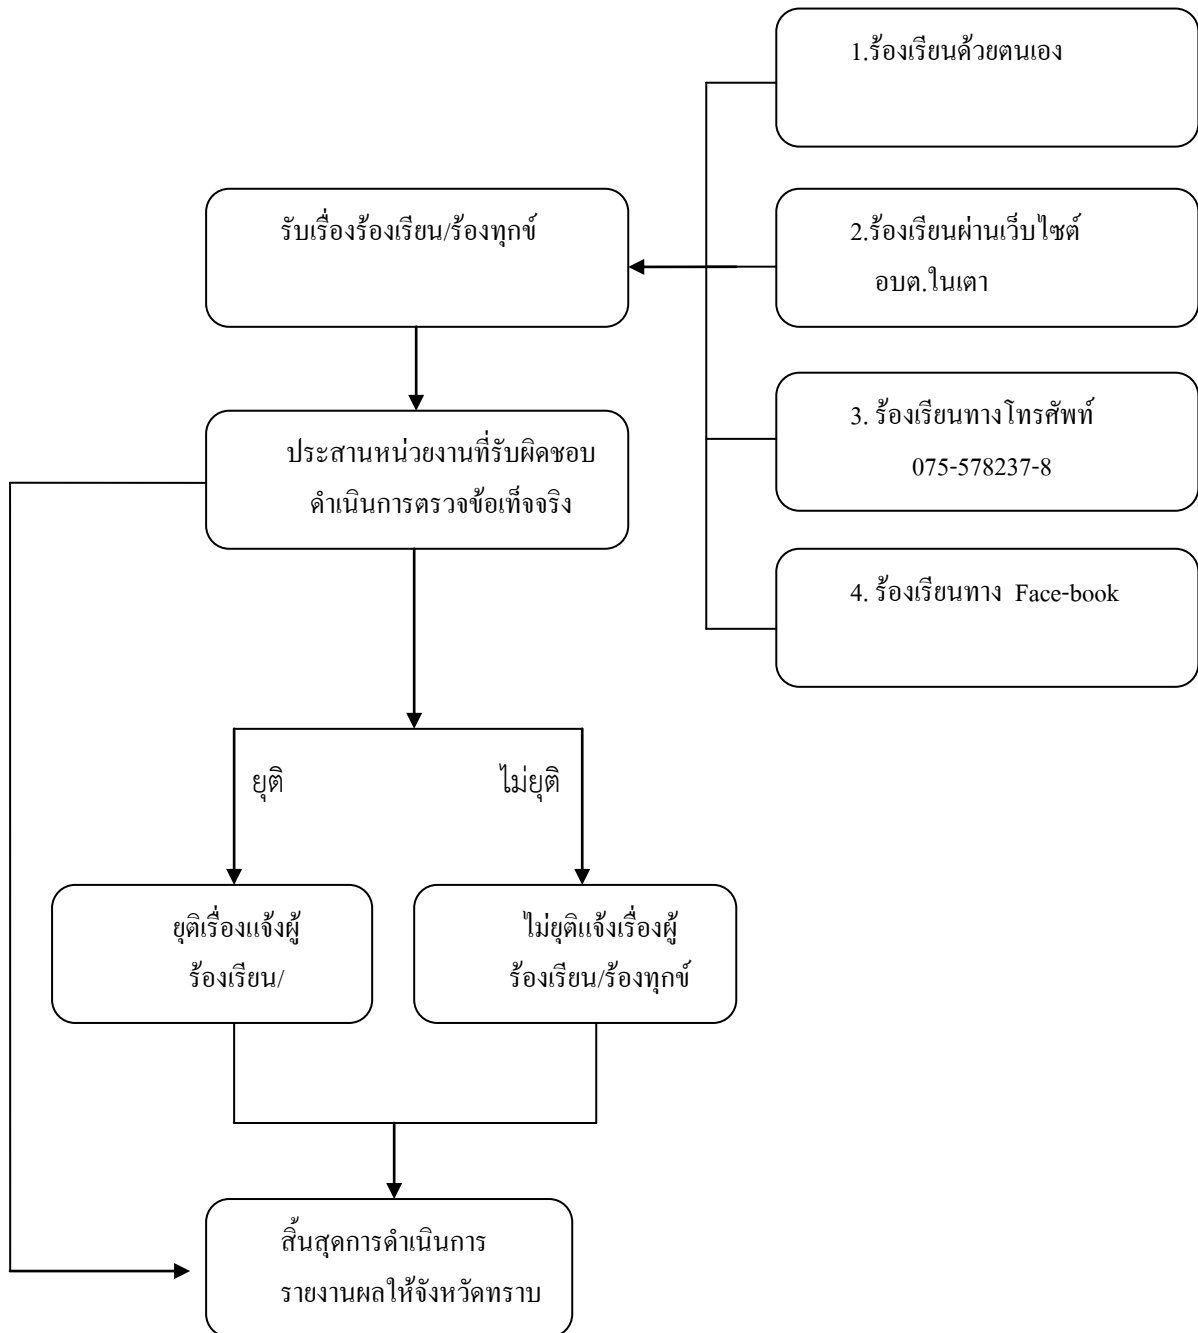 1.ร้องเรียนด้วยตนเอง
รับเรื่องร้องเรียน/ร้องทุกข์
2.ร้องเรียนผ่านเว็บไซต์
อบต.ในเตา
3. ร้องเรียนทางโทรศัพท์
075-578237-8
ประสานหน่วยงานที่รับผิดชอบ
ดำเนินการตรวจข้อเท็จจริง
4. ร้องเรียนทาง Face-book
ยุติ
ไม่ยุติ
ยุติเรื่องแจ้งผู้
ร้องเรียน/
ไม่ยุติแจ้งเรื่องผู้
ร้องเรียน/ร้องทุกข์
สิ้นสุดการดำเนินการ
รายงานผลให้จังหวัดทราบ